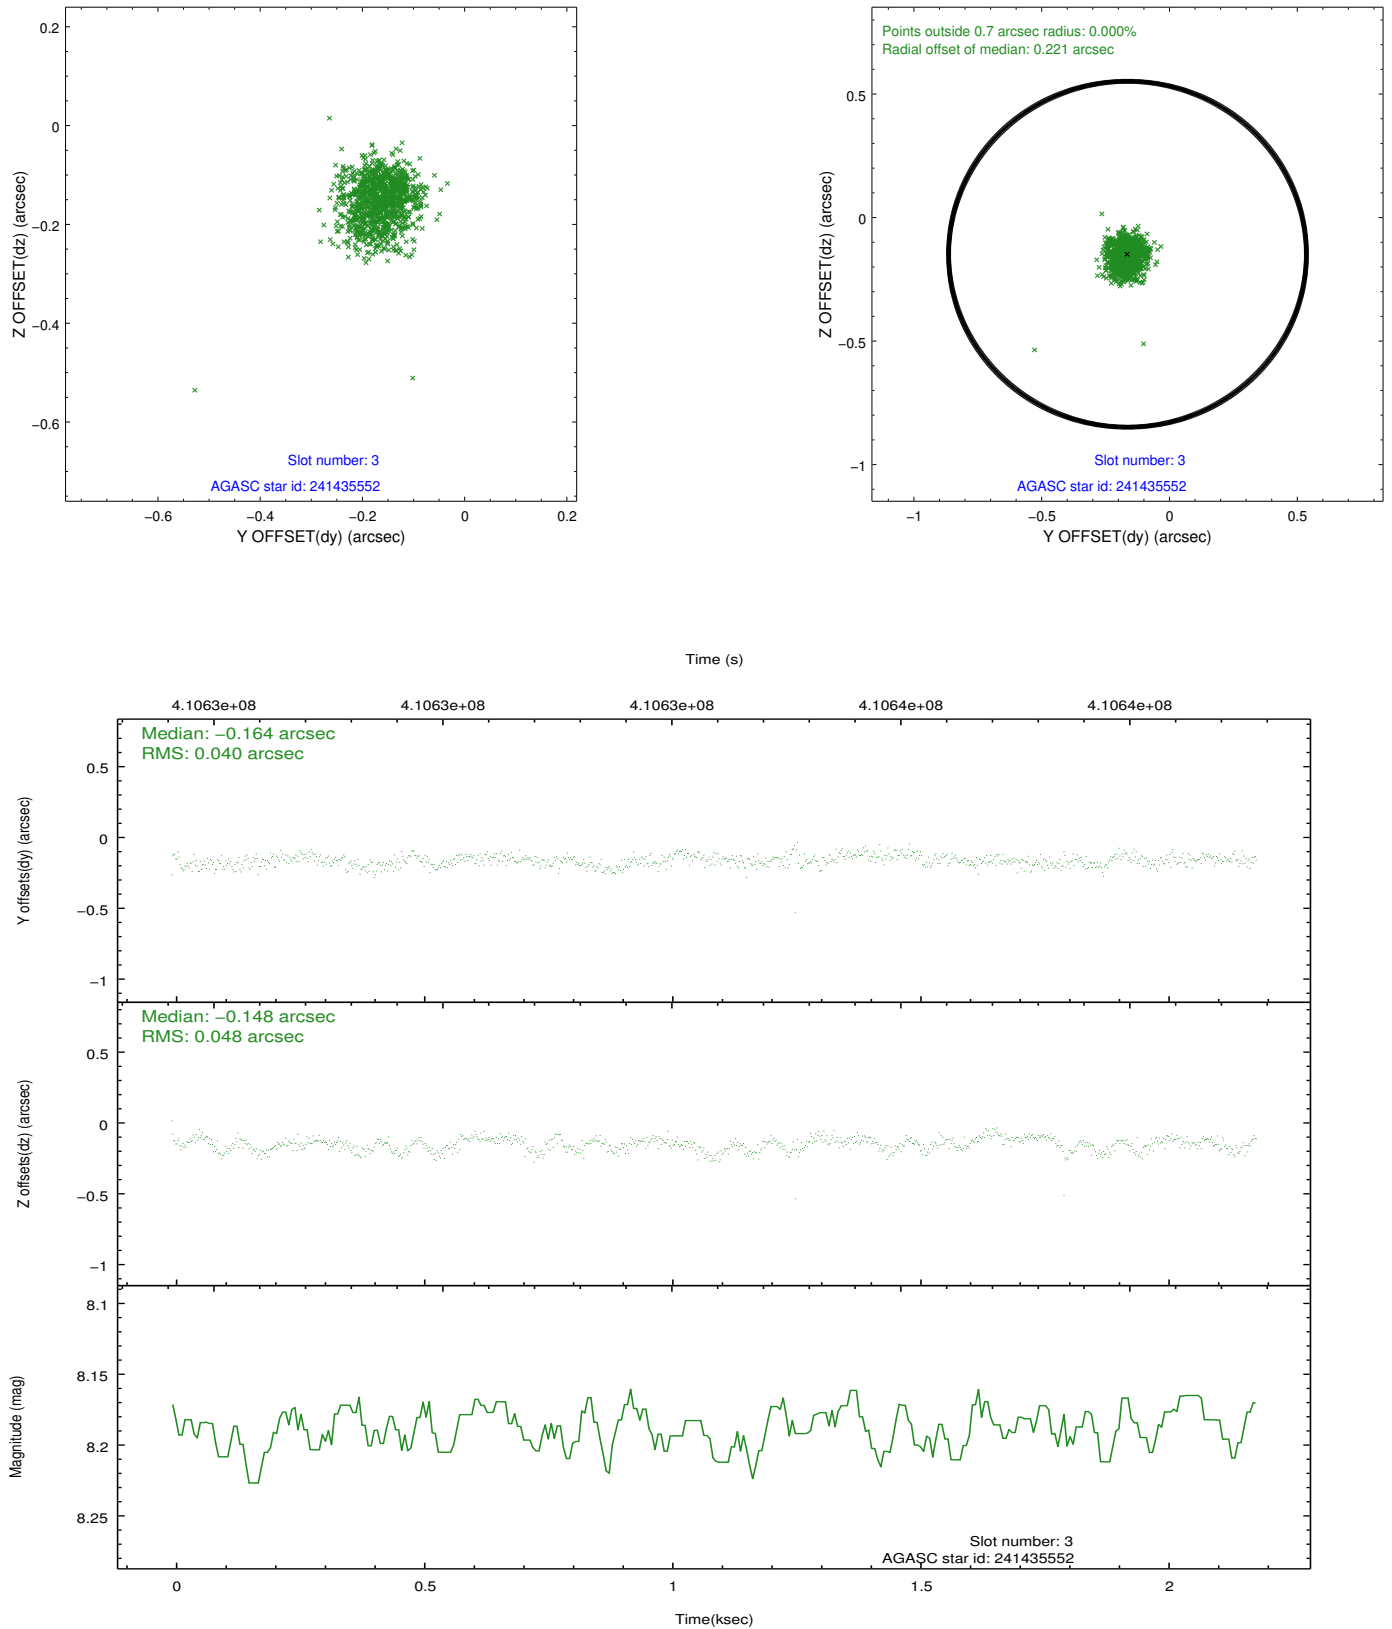 0.2
0
−0.2
−0.4
−0.6
Z OFFSET(dz) (arcsec)
Slot number: 3
AGASC star id: 241435552
−0.6 −0.4 −0.2 0 0.2
Y OFFSET(dy) (arcsec)
Points outside 0.7 arcsec radius: 0.000%
Radial offset of median: 0.221 arcsec
0.5
0
−0.5
−1
Z OFFSET(dz) (arcsec)
Slot number: 3
AGASC star id: 241435552
−1 −0.5 0 0.5
Y OFFSET(dy) (arcsec)
Time (s)
4.1063e+08 4.1063e+08 4.1063e+08 4.1064e+08 4.1064e+08
Median: −0.164 arcsec
RMS: 0.040 arcsec
0.5
0
−0.5
−1
Y offsets(dy) (arcsec)
Median: −0.148 arcsec
RMS: 0.048 arcsec
0.5
0
−0.5
−1
Z offsets(dz) (arcsec)
8.1
8.15
8.2
8.25
Magnitude (mag)
Slot number: 3
AGASC star id: 241435552
0 0.5 1 1.5 2
Time(ksec)